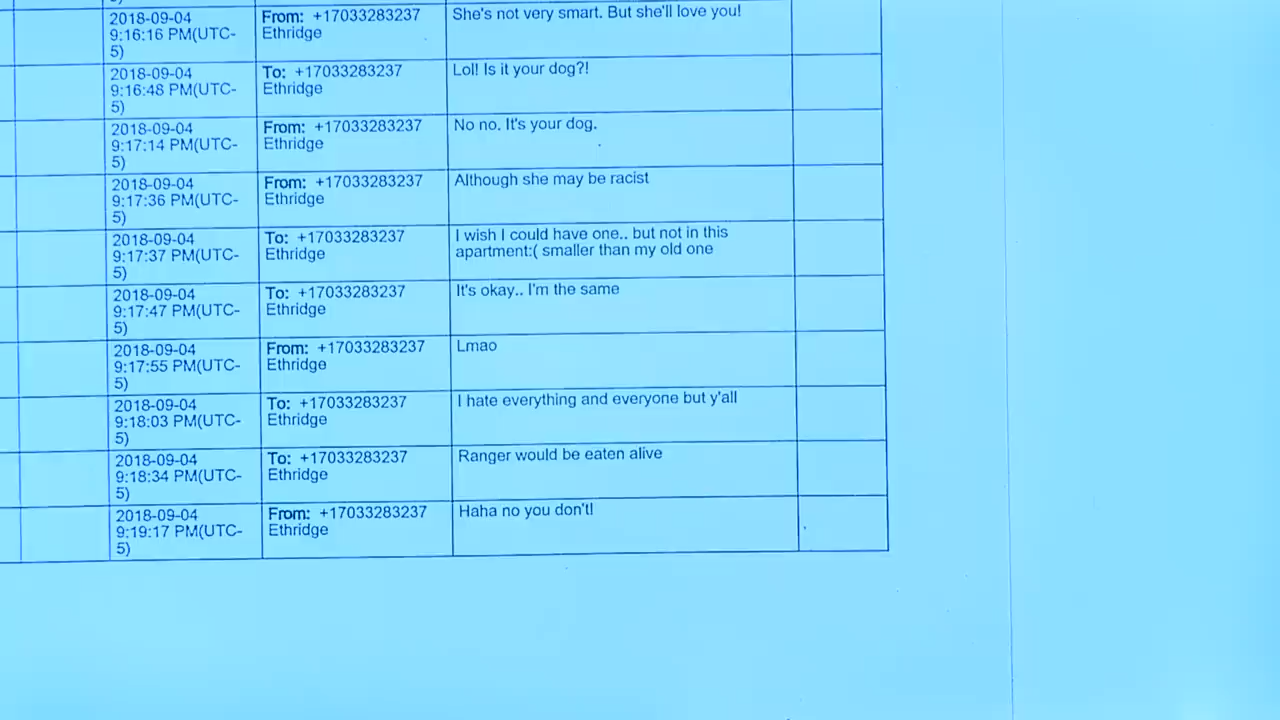 2018-09-04 From: +17033283237 She's not very smart. But she'll love you!
9:16:16 PM(UTC- Ethridge
5)
2018-09-04 To: +17033283237 Lol! Is it your dog?!
9:16:48 PM(UTC- Ethridge
5)
2018-09-04 From: +17033283237 No no. It's your dog.
9:17:14 PM(UTC- Ethridge
5)
2018-09-04 From: +17033283237 Although she may be racist
9:17:36 PM(UTC- Ethridge
5)
2018-09-04 To: +17033283237 I wish I could have one.. but not in this
9:17:37 PM(UTC- Ethridge apartment:( smaller than my old one
5)
2018-09-04 To: +17033283237 It's okay.. I'm the same
9:17:47 PM(UTC- Ethridge
5)
2018-09-04 From: +17033283237 Lmao
9:17:55 PM(UTC- Ethridge
5)
2018-09-04 To: +17033283237 I hate everything and everyone but y'all
9:18:03 PM(UTC- Ethridge
5)
2018-09-04 To: +17033283237 Ranger would be eaten alive
9:18:34 PM(UTC- Ethridge
5)
2018-09-04 From: +17033283237 Haha no you don't!
9:19:17 PM(UTC- Ethridge
5)